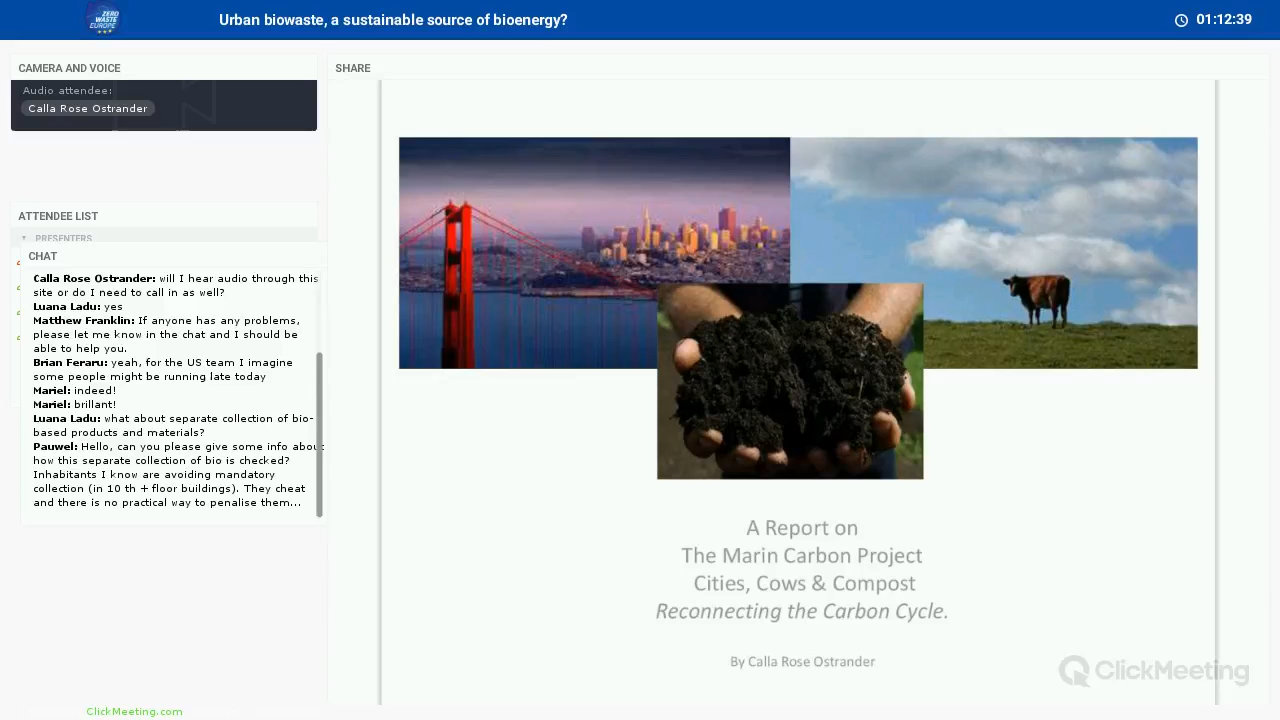 ZERO WASTE EUROPE
Urban biowaste, a sustainable source of bioenergy?
01:12:39
CAMERA AND VOICE
Audio attendee:
Calla Rose Ostrander
ATTENDEE LIST
PRESENTERS
CHAT
Calla Rose Ostrander: will I hear audio through this
site or do I need to call in as well?
Luana Ladu: yes
Matthew Franklin: If anyone has any problems,
please let me know in the chat and I should be
able to help you.
Brian Feraru: yeah, for the US team I imagine
some people might be running late today
Mariel: indeed!
Mariel: brillant!
Luana Ladu: what about separate collection of bio-
based products and materials?
Pauwel: Hello, can you please give some info about
how this separate collection of bio is checked?
Inhabitants I know are avoiding mandatory
collection (in 10 th + floor buildings). They cheat
and there is no practical way to penalise them...
ClickMeeting.com
SHARE
A Report on
The Marin Carbon Project
Cities, Cows & Compost
Reconnecting the Carbon Cycle.
By Calla Rose Ostrander
ClickMeeting